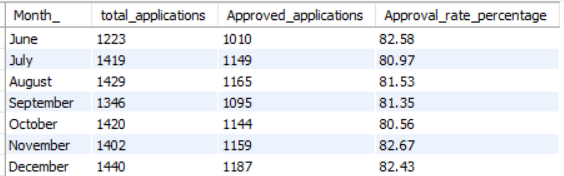 Month_ total_applications Approved_applications Approval_rate_percentage
June 1223 1010 82.58
July 1419 1149 80.97
August 1429 1165 81.53
September 1346 1095 81.35
October 1420 1144 80.56
November 1402 1159 82.67
December 1440 1187 82.43